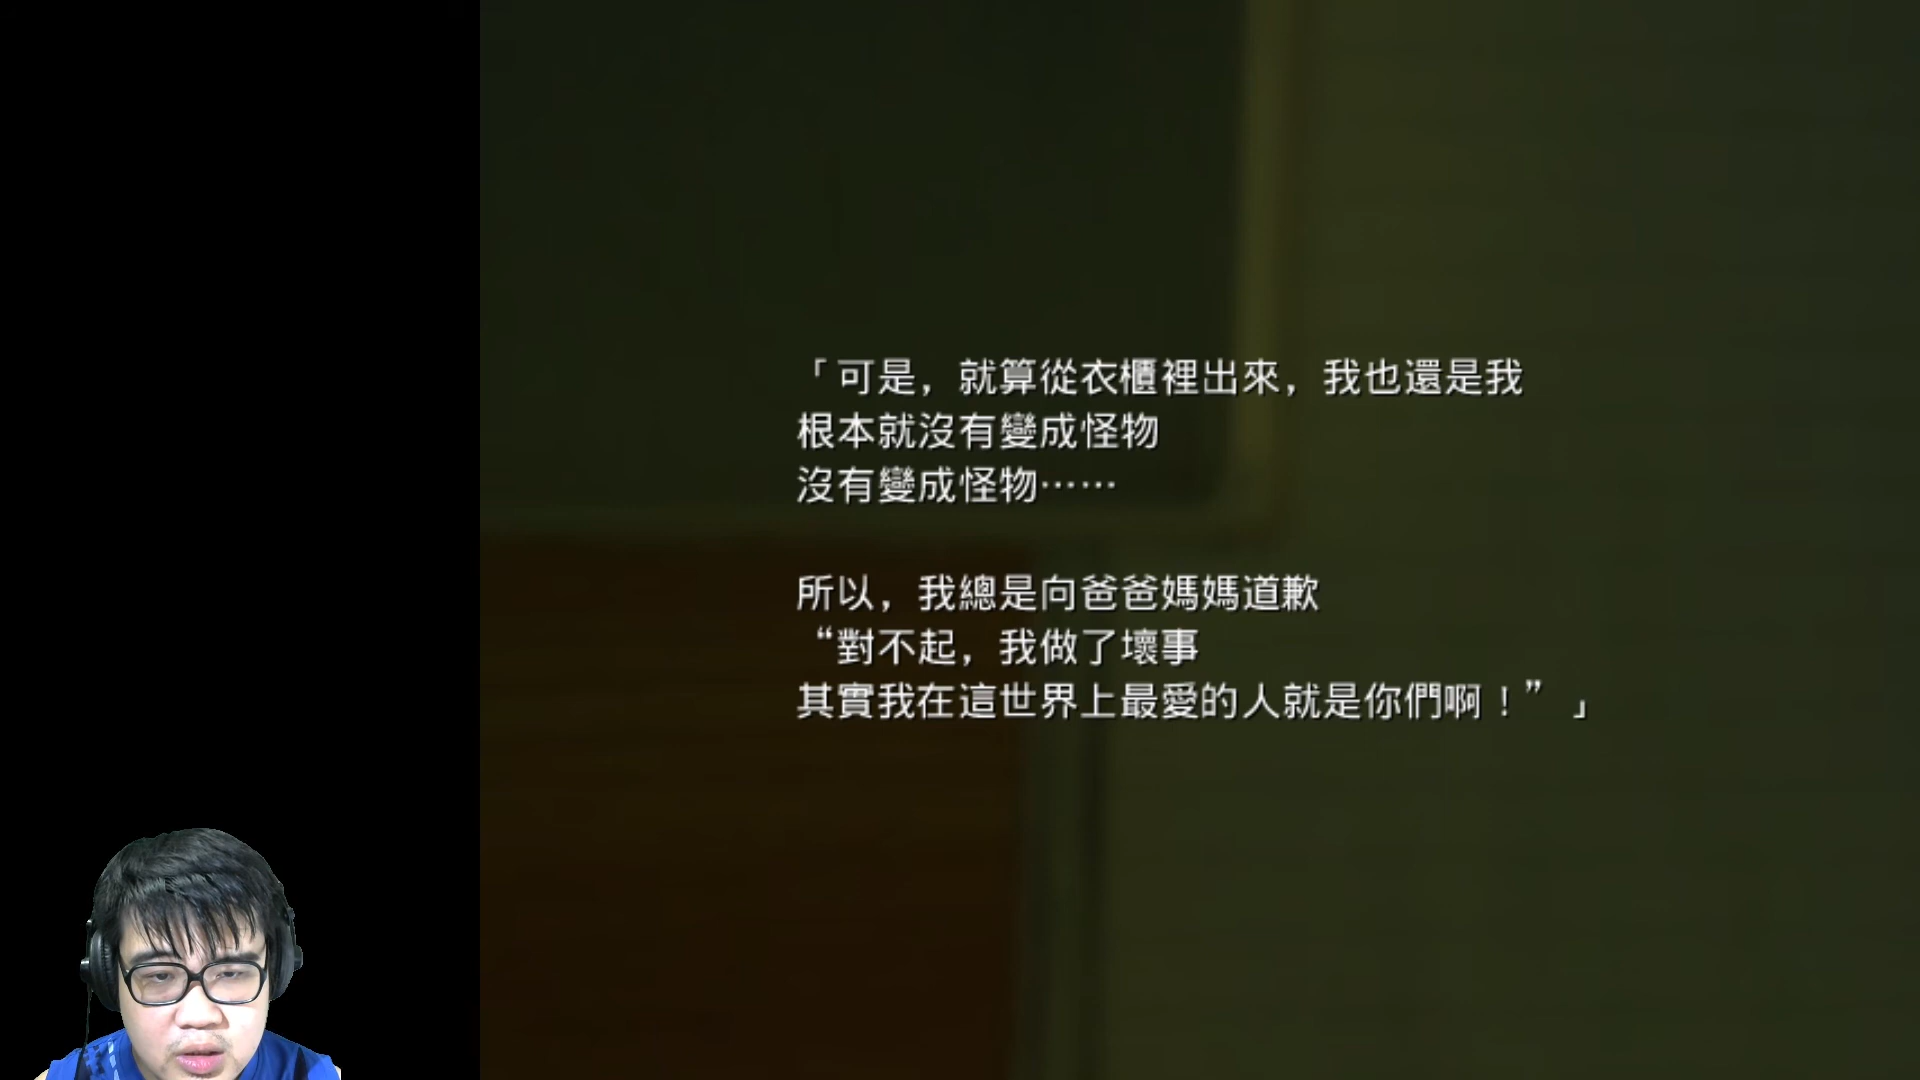 「可是，就算從衣櫃裡出來，我也還是我
根本就沒有變成怪物
沒有變成怪物……
所以，我總是向爸爸媽媽道歉
“對不起，我做了壞事
其實我在這世界上最愛的人就是你們啊！”」